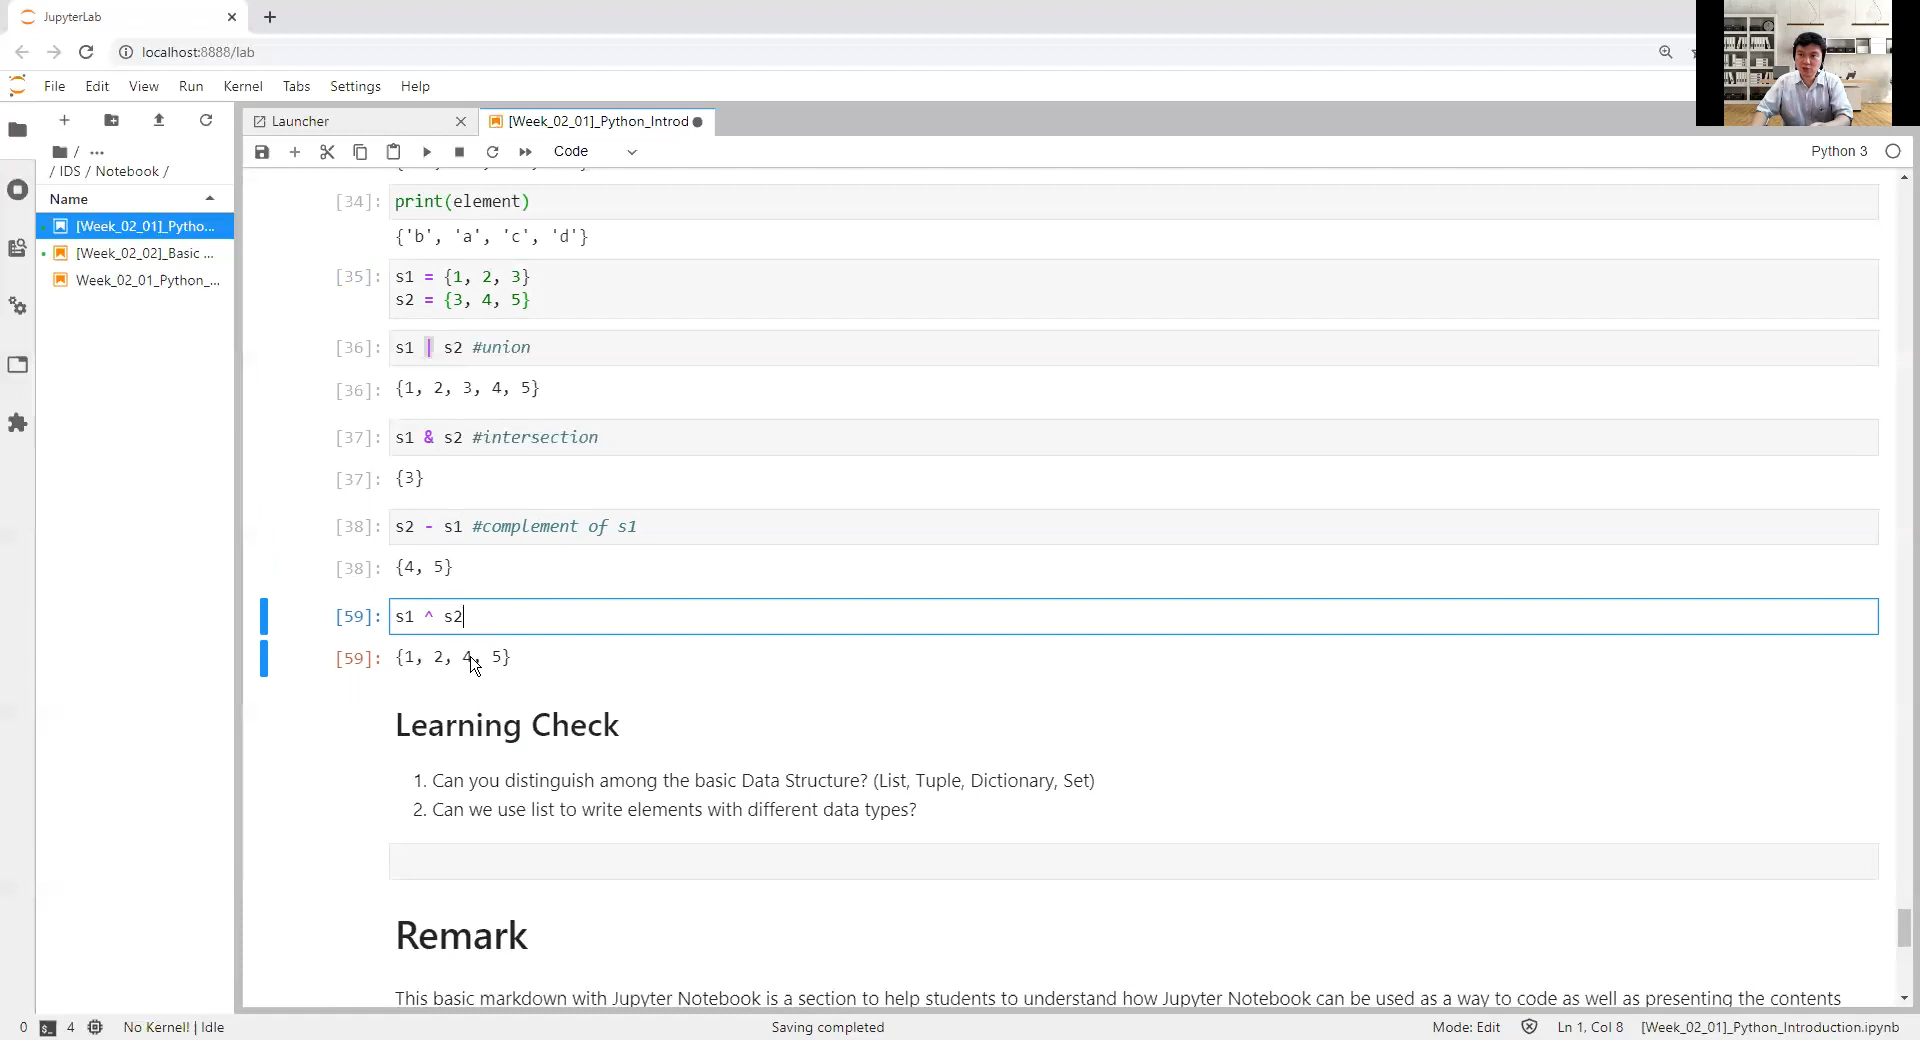 JupyterLab
localhost:8888/lab
File Edit View Run Kernel Tabs Settings Help
Launcher
[Week_02_01]_Python_Introd
/ ...
/ IDS / Notebook /
Code
Python 3
Name
[Week_02_01]_Pytho...
[Week_02_02]_Basic ...
Week_02_01_Python_...
[34]: print(element)
{'b', 'a', 'c', 'd'}
[35]: s1 = {1, 2, 3}
s2 = {3, 4, 5}
[36]: s1 | s2 #union
[36]: {1, 2, 3, 4, 5}
[37]: s1 & s2 #intersection
[37]: {3}
[38]: s2 - s1 #complement of s1
[38]: {4, 5}
[59]: s1 ^ s2
[59]: {1, 2, 4, 5}
Learning Check
1. Can you distinguish among the basic Data Structure? (List, Tuple, Dictionary, Set)
2. Can we use list to write elements with different data types?
Remark
This basic markdown with Jupyter Notebook is a section to help students to understand how Jupyter Notebook can be used as a way to code as well as presenting the contents
0 $_ 4 No Kernel! | Idle
Saving completed
Mode: Edit
Ln 1, Col 8
[Week_02_01]_Python_Introduction.ipynb